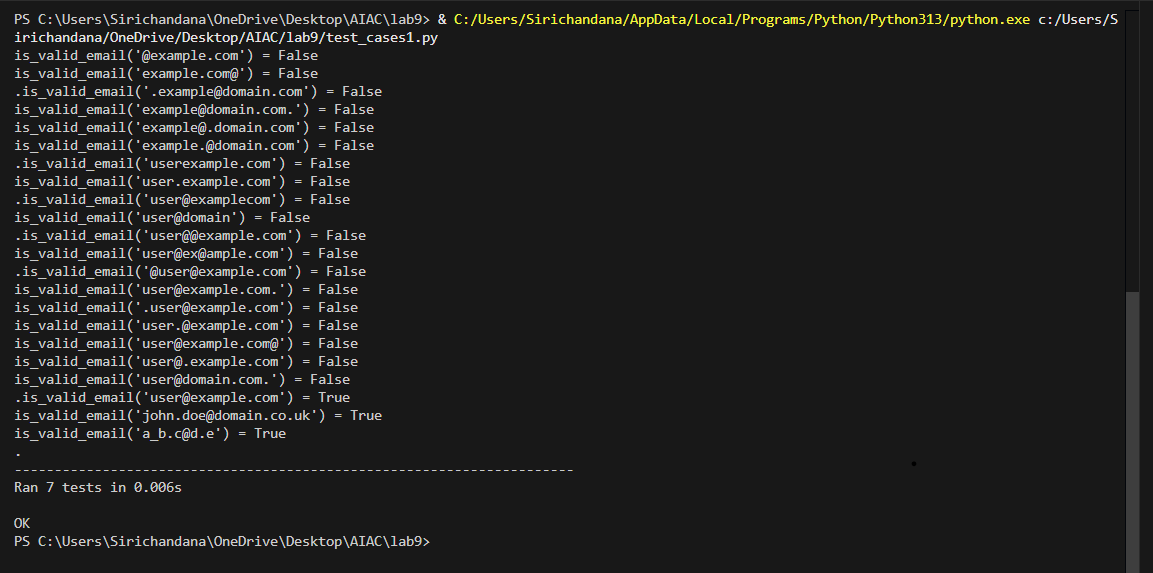 PS C:\Users\Sirichandana\OneDrive\Desktop\AIAC\lab9> & C:/Users/Sirichandana/AppData/Local/Programs/Python/Python313/python.exe c:/Users/S
irichandana/OneDrive/Desktop/AIAC/lab9/test_cases1.py
is_valid_email('@example.com') = False
is_valid_email('example.com@') = False
.is_valid_email('.example@domain.com') = False
is_valid_email('example@domain.com.') = False
is_valid_email('example@.domain.com') = False
is_valid_email('example.@domain.com') = False
.is_valid_email('userexample.com') = False
is_valid_email('user.example.com') = False
.is_valid_email('user@examplecom') = False
is_valid_email('user@domain') = False
.is_valid_email('user@@example.com') = False
is_valid_email('user@ex@ample.com') = False
.is_valid_email('@user@example.com') = False
is_valid_email('user@example.com.') = False
is_valid_email('.user@example.com') = False
is_valid_email('user.@example.com') = False
is_valid_email('user@example.com@') = False
is_valid_email('user@.example.com') = False
is_valid_email('user@domain.com.') = False
.is_valid_email('user@example.com') = True
is_valid_email('john.doe@domain.co.uk') = True
is_valid_email('a_b.c@d.e') = True
.
----------------------------------------------------------------------
Ran 7 tests in 0.006s
OK
PS C:\Users\Sirichandana\OneDrive\Desktop\AIAC\lab9>